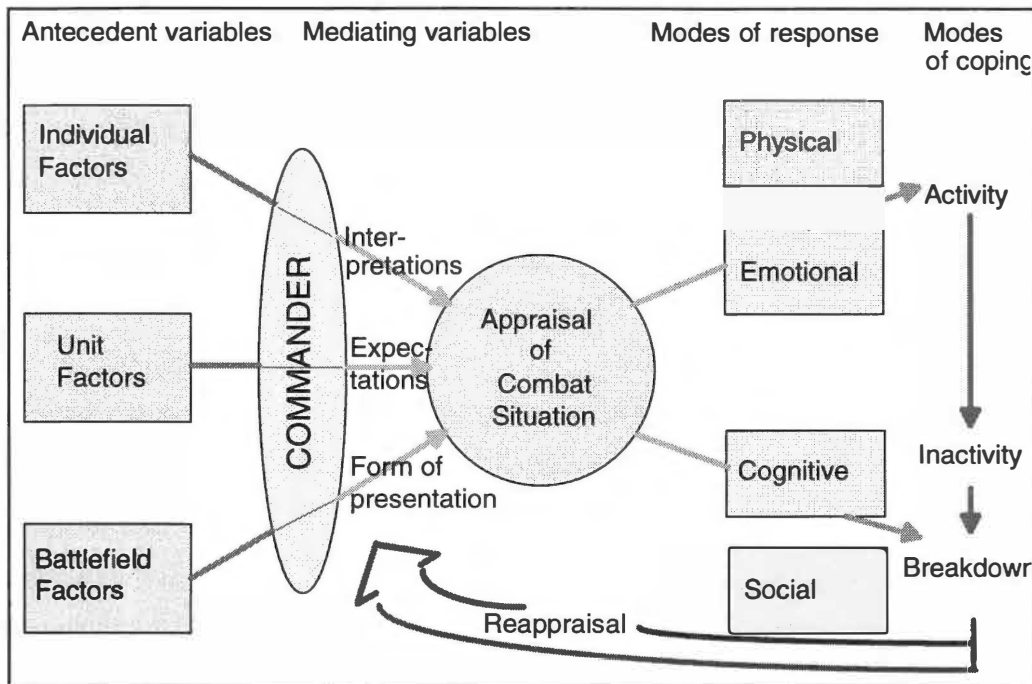 Antecedent variables
Mediating variables
Modes of response
Modes
of coping
Individual
Factors
Unit
Factors
Battlefield
Factors
COMMANDER
Inter-
pretations
Expec-
tations
Form of
presentation
Appraisal
of
Combat
Situation
Physical
Emotional
Cognitive
Social
Activity
Inactivity
Breakdown
Reappraisal